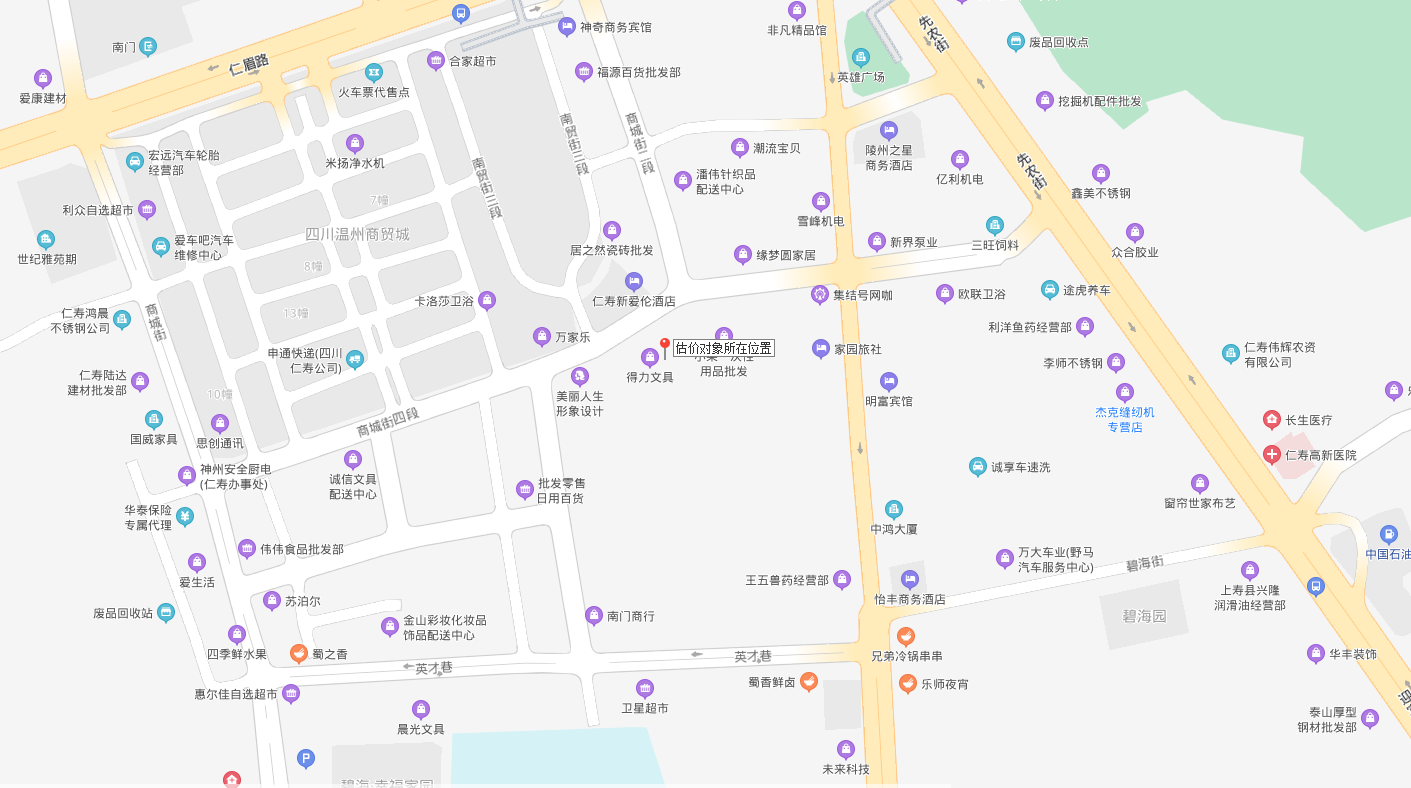 神奇商务宾馆
非凡精品馆
先农街
废品回收点
南门
仁眉路
合家超市
福源百货批发部
英雄广场
火车票代售点
爱康建材
挖掘机配件批发
南贸街三段
商城街二段
宏远汽车轮胎
经营部
米扬净水机
潮流宝贝
陵州之星
商务酒店
先农街
亿利机电
潘伟针织品
配送中心
鑫美不锈钢
南贸街三段
7幢
利众自选超市
雪峰机电
四川温州商贸城
爱车吧汽车
维修中心
居之然瓷砖批发
缘梦圆家居
新界泵业
三旺饲料
众合胶业
世纪雅苑期
8幢
卡洛莎卫浴
仁寿新爱伦酒店
集结号网咖
欧联卫浴
途虎养车
仁寿鸿晨
不锈钢公司
商城街
13幢
利洋鱼药经营部
万家乐
估价对象所在位置
家园旅社
仁寿伟辉农资
有限公司
申通快递(四川
仁寿公司)
用品批发
李师不锈钢
得力文具
仁寿陆达
建材批发部
10幢
美丽人生
形象设计
明富宾馆
杰克缝纫机
专营店
长生医疗
商城街四段
国威家具
思创通讯
仁寿高新医院
神州安全厨电
(仁寿办事处)
诚信文具
配送中心
批发零售
日用百货
诚享车速洗
窗帘世家布艺
华泰保险
专属代理
中鸿大厦
伟伟食品批发部
万大车业(野马
汽车服务中心)
碧海街
中国石油
爱生活
王五兽药经营部
怡丰商务酒店
上寿县兴隆
润滑油经营部
苏泊尔
废品回收站
金山彩妆化妆品
饰品配送中心
南门商行
碧海园
四季鲜水果
蜀之香
英才巷
英才巷
兄弟冷锅串串
华丰装饰
惠尔佳自选超市
卫星超市
蜀香鲜卤
乐师夜宵
晨光文具
泰山厚型
钢材批发部
未来科技
P
碧海·幸福家园